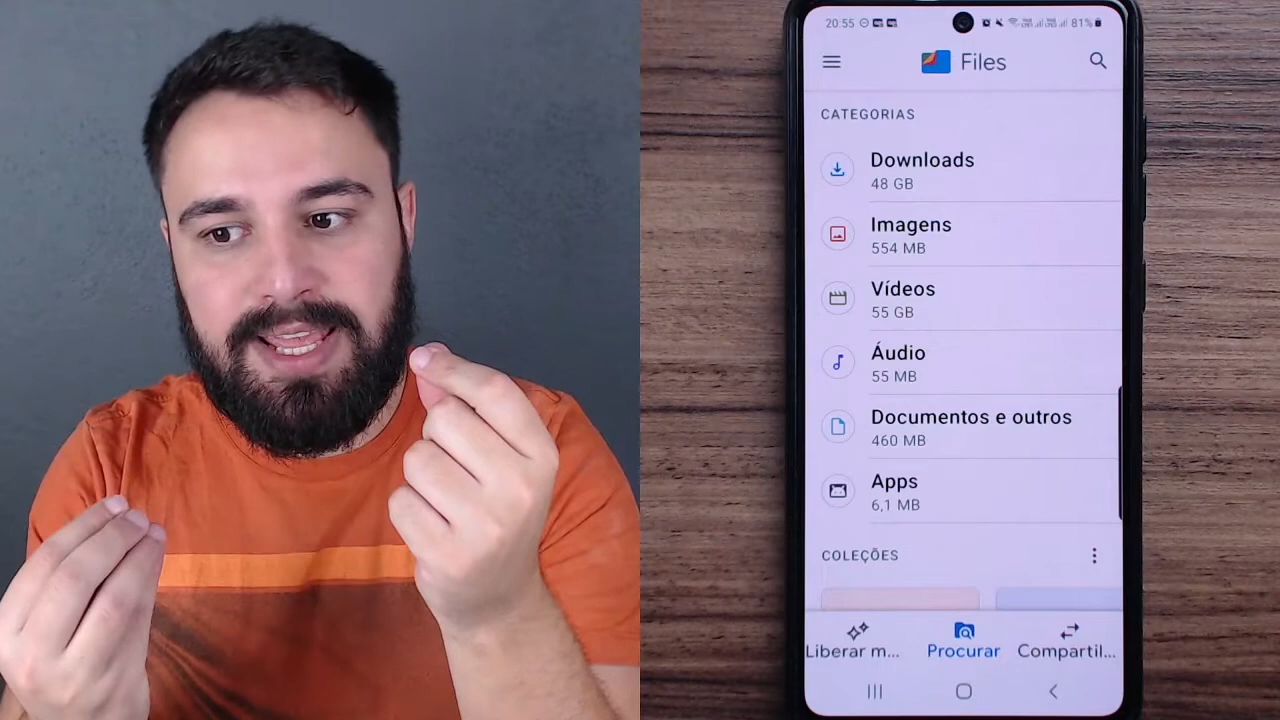 20:55
81%
Files
CATEGORIAS
Downloads
48 GB
Imagens
554 MB
Vídeos
55 GB
Áudio
55 MB
Documentos e outros
460 MB
Apps
6,1 MB
COLEÇÕES
Liberar m...
Procurar
Compartil...